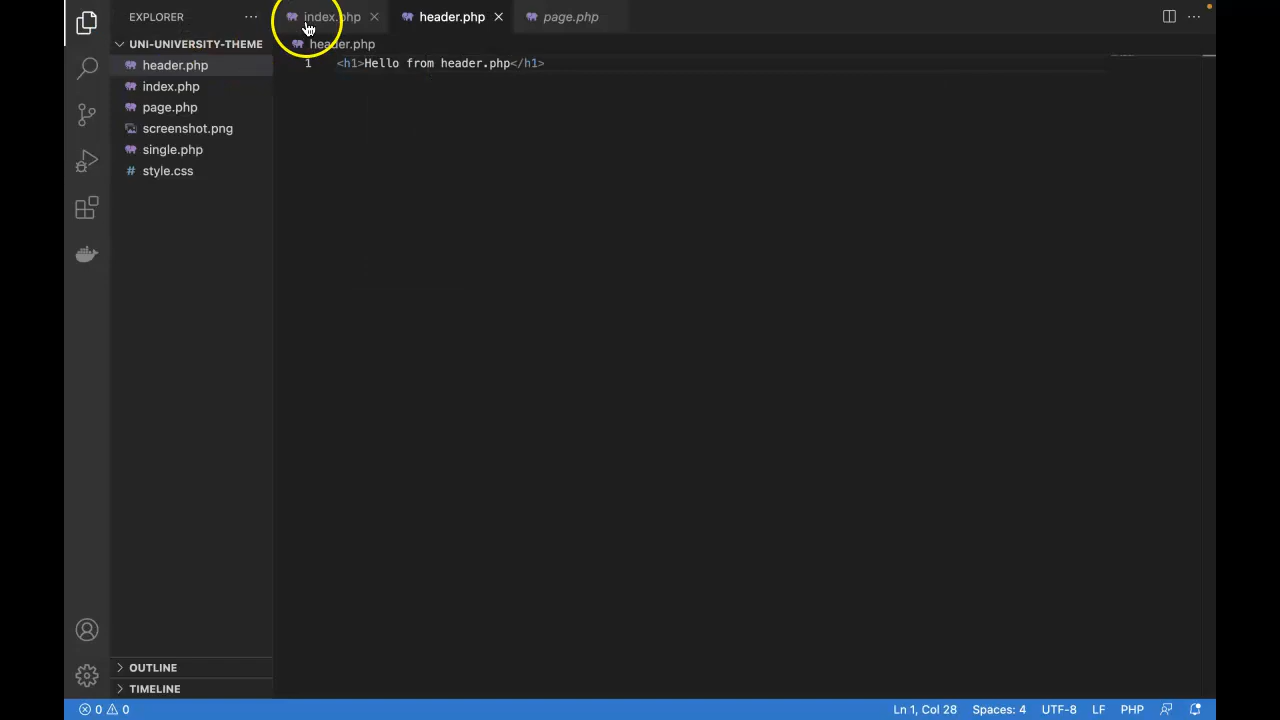 EXPLORER
index.php
header.php
page.php
UNI-UNIVERSITY-THEME
header.php
header.php
index.php
page.php
screenshot.png
single.php
# style.css
1 <h1>Hello from header.php</h1>
OUTLINE
TIMELINE
0 0
Ln 1, Col 28
Spaces: 4
UTF-8
LF
PHP